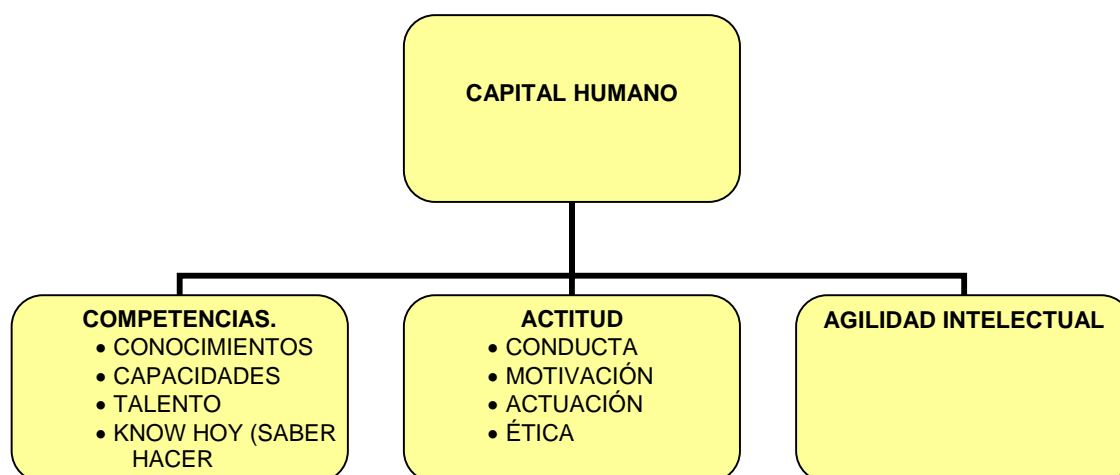 CAPITAL HUMANO
COMPETENCIAS.
• CONOCIMIENTOS
• CAPACIDADES
• TALENTO
• KNOW HOY (SABER
HACER
ACTITUD
• CONDUCTA
• MOTIVACIÓN
• ACTUACIÓN
• ÉTICA
AGILIDAD INTELECTUAL